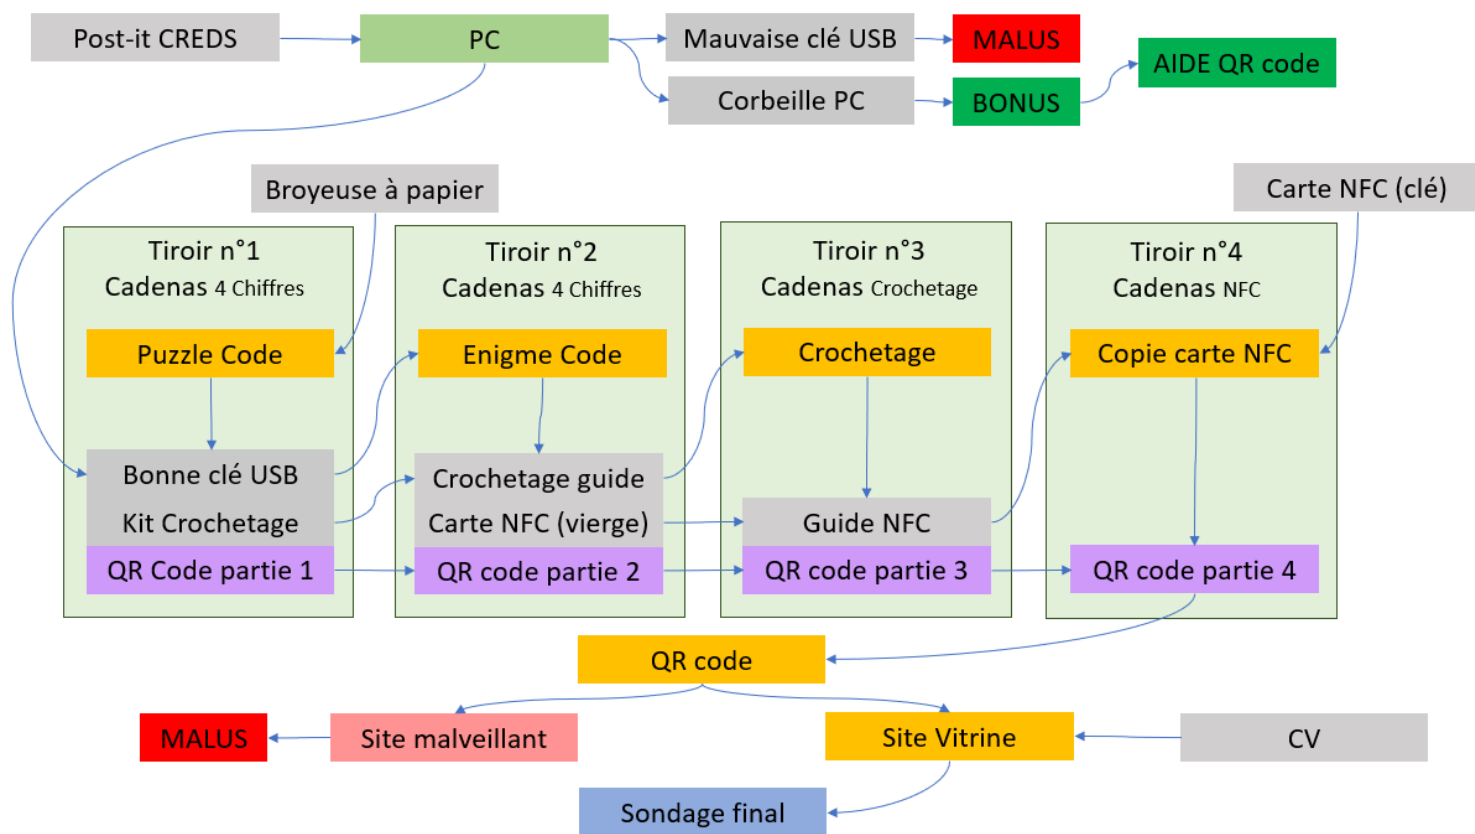 Post-it CREDS
PC
Mauvaise clé USB
MALUS
AIDE QR code
Corbeille PC
BONUS
Broyeuse à papier
Carte NFC (clé)
Tiroir n°1
Cadenas 4 Chiffres
Puzzle Code
Bonne clé USB
Kit Crochetage
QR Code partie 1
Tiroir n°2
Cadenas 4 Chiffres
Enigme Code
Crochetage guide
Carte NFC (vierge)
QR code partie 2
Tiroir n°3
Cadenas Crochetage
Crochetage
Guide NFC
QR code partie 3
Tiroir n°4
Cadenas NFC
Copie carte NFC
QR code partie 4
QR code
MALUS
Site malveillant
Site Vitrine
CV
Sondage final